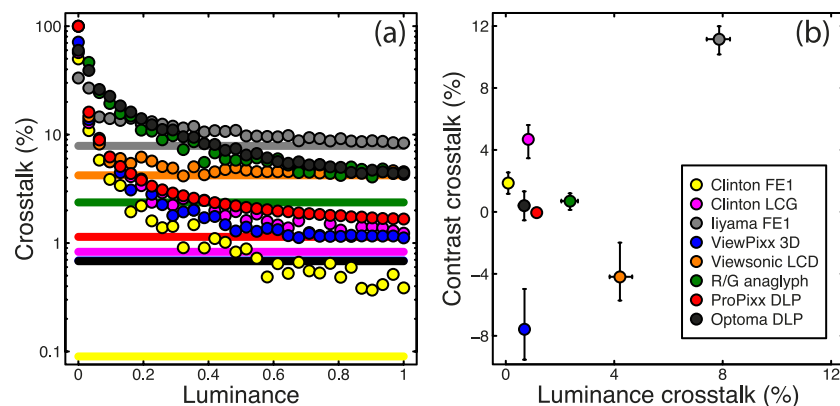 (a)
Crosstalk (%)
100
10
1
0.1
0
0.2
0.4
0.6
0.8
1
Luminance
(b)
Contrast crosstalk (%)
12
8
4
0
−4
−8
0
4
8
12
Luminance crosstalk (%)
Clinton FE1
Clinton LCG
Iiyama FE1
ViewPixx 3D
Viewsonic LCD
R/G anaglyph
ProPixx DLP
Optoma DLP